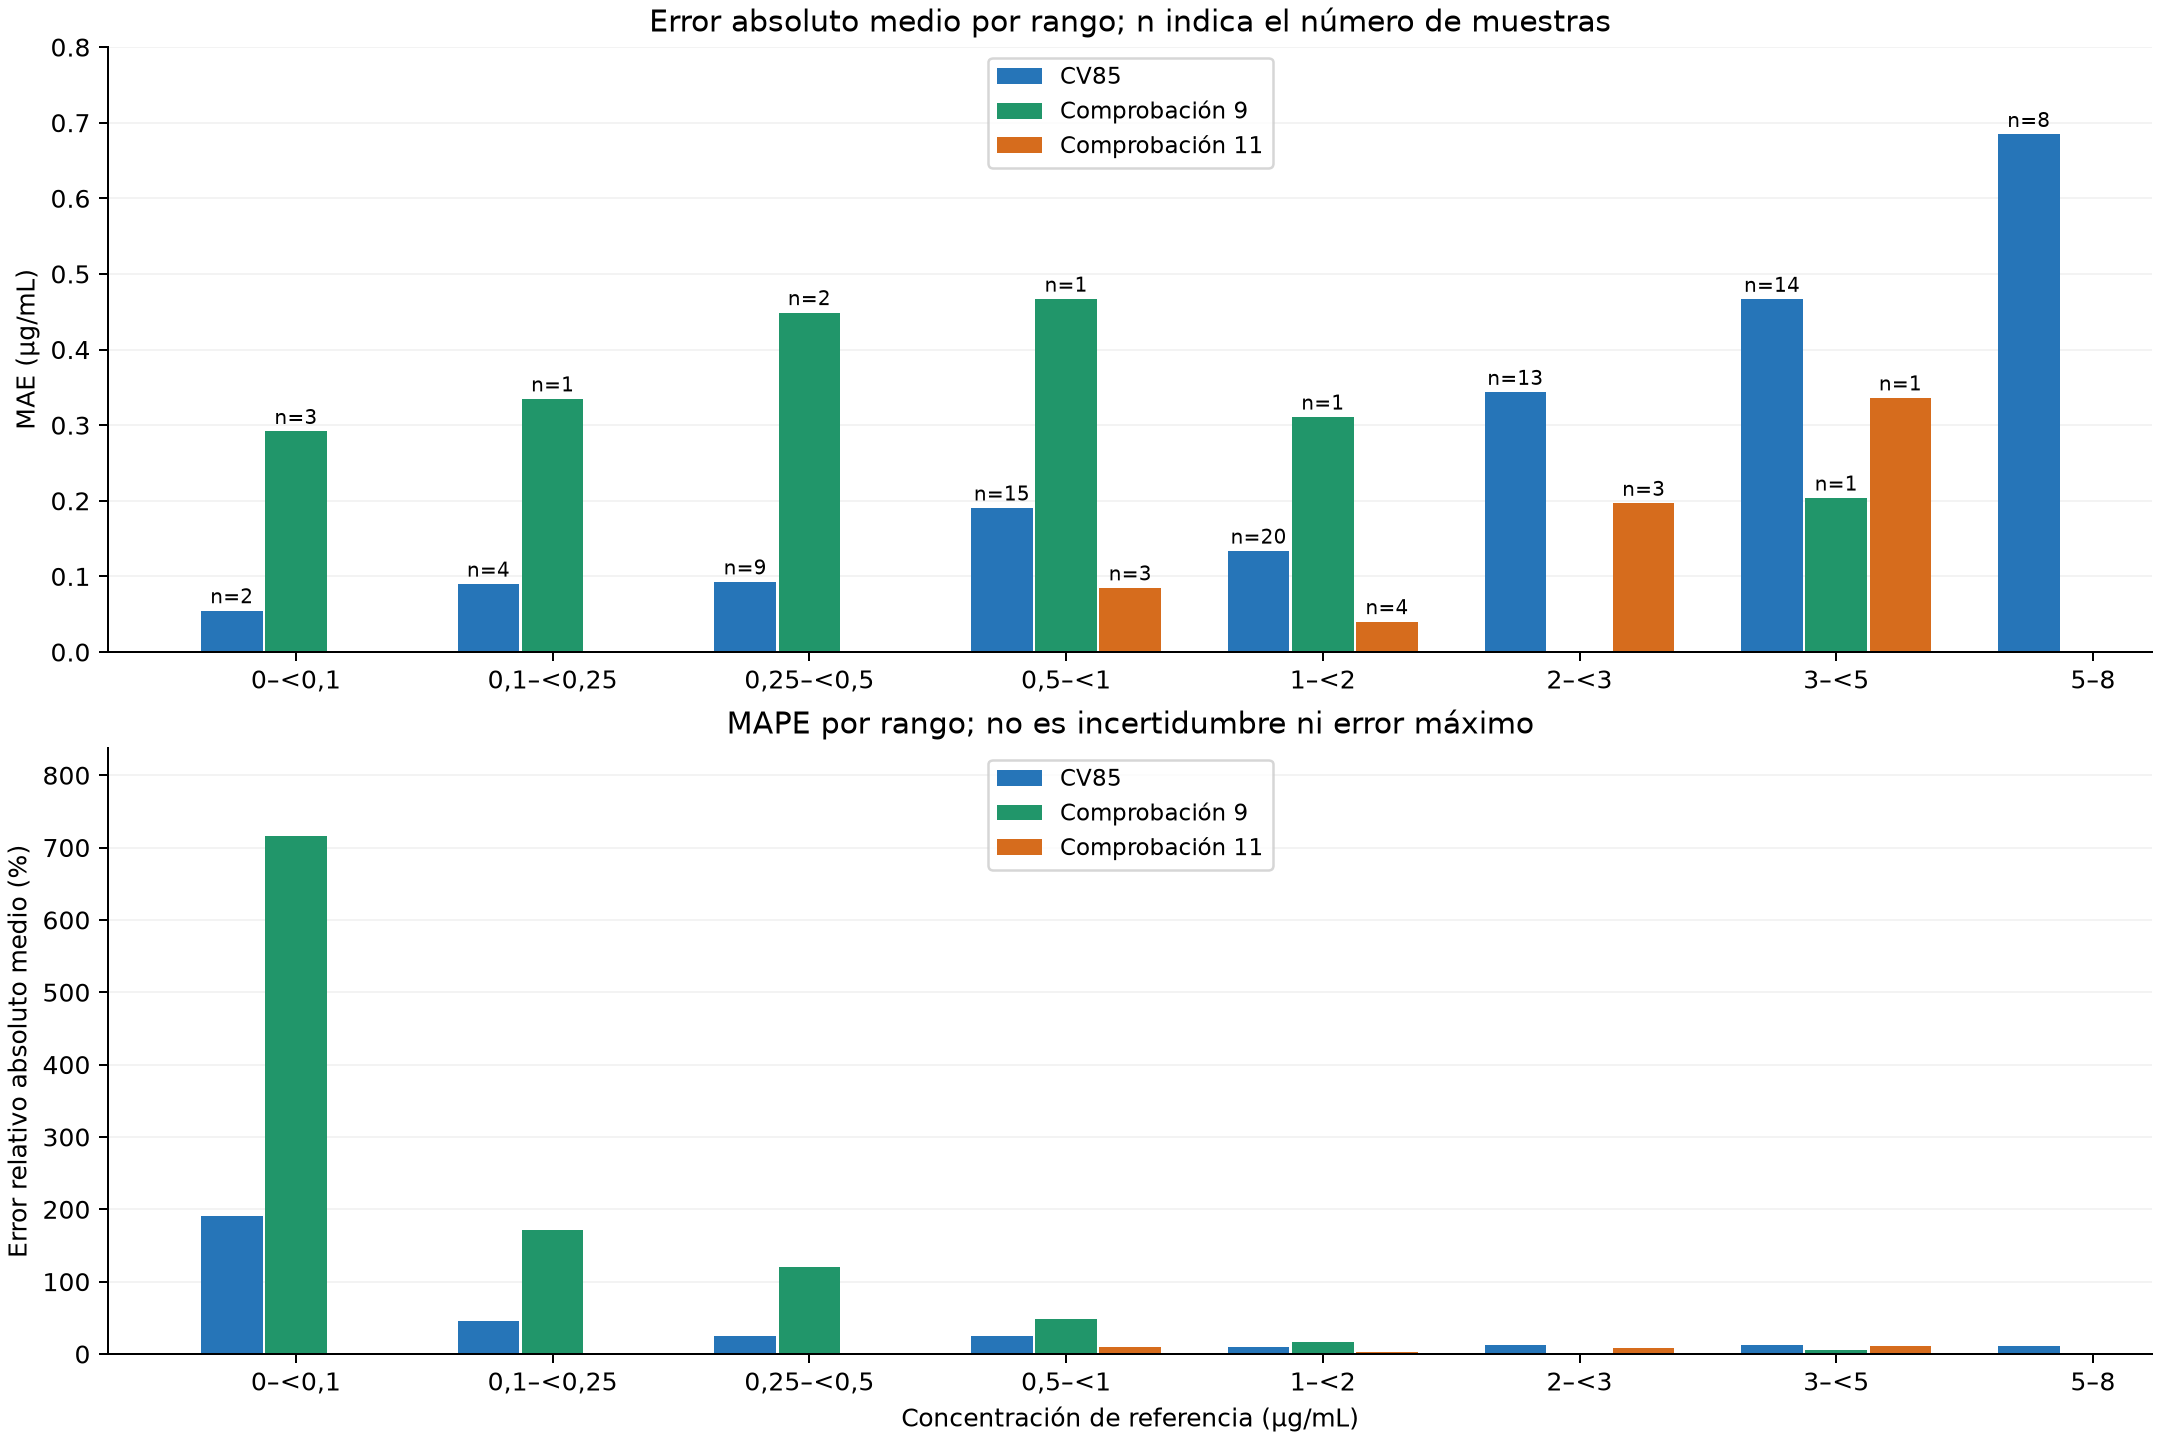 Error absoluto medio por rango; n indica el número de muestras
MAE (µg/mL)
0.8
0.7
0.6
0.5
0.4
0.3
0.2
0.1
0.0
CV85
Comprobación 9
Comprobación 11
n=2
n=3
n=4
n=1
n=9
n=2
n=15
n=1
n=3
n=20
n=1
n=4
n=13
n=3
n=14
n=1
n=1
n=8
0–<0,1
0,1–<0,25
0,25–<0,5
0,5–<1
1–<2
2–<3
3–<5
5–8
MAPE por rango; no es incertidumbre ni error máximo
Error relativo absoluto medio (%)
800
700
600
500
400
300
200
100
0
CV85
Comprobación 9
Comprobación 11
0–<0,1
0,1–<0,25
0,25–<0,5
0,5–<1
1–<2
2–<3
3–<5
5–8
Concentración de referencia (µg/mL)